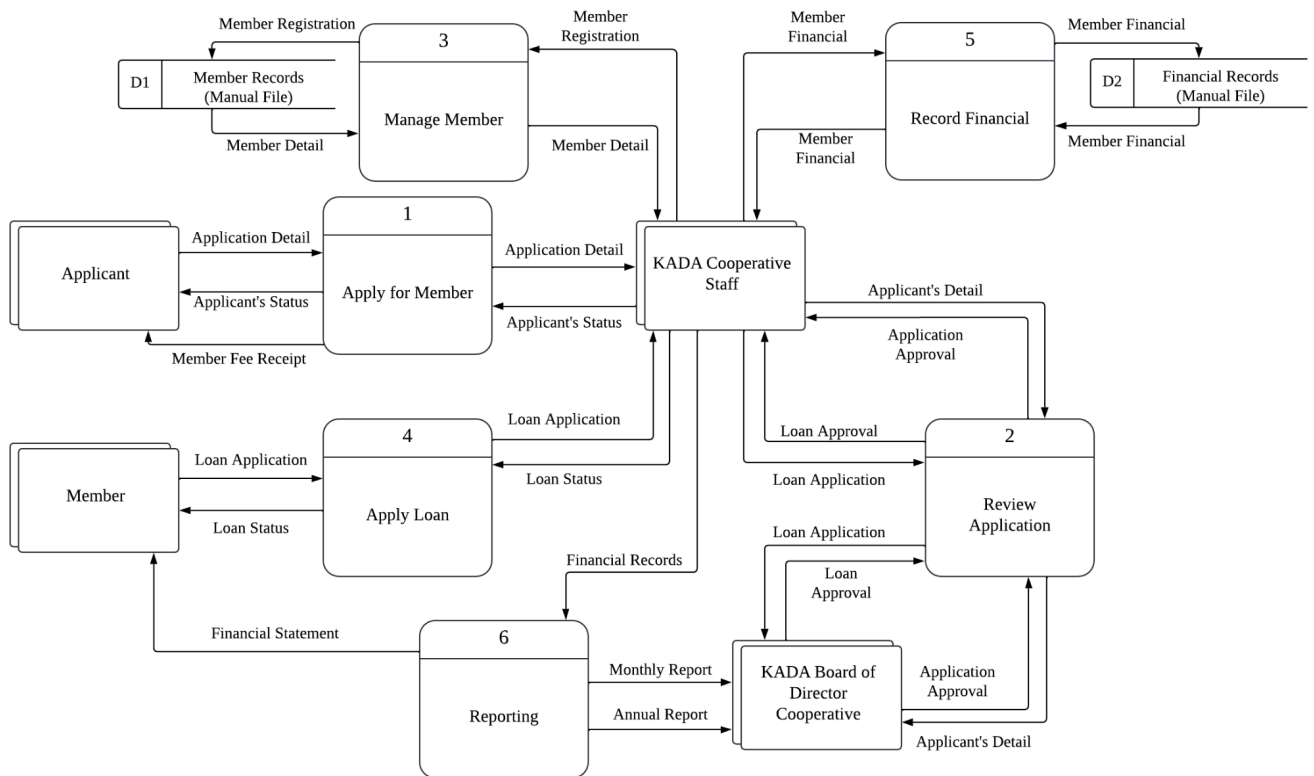 Member Registration
3
Manage Member
Member
Registration
D1
Member Records
(Manual File)
Member Detail
Member Detail
Member
Financial
5
Record Financial
Member Financial
D2
Financial Records
(Manual File)
Member
Financial
Member Financial
Applicant
Application Detail
Applicant's Status
Member Fee Receipt
1
Apply for Member
Application Detail
Applicant's Status
KADA Cooperative
Staff
Applicant's Detail
Application
Approval
Member
Loan Application
Loan Status
4
Apply Loan
Loan Application
Loan Status
Loan Approval
Loan Application
2
Review
Application
Loan Application
Loan
Approval
Financial Records
Financial Statement
6
Reporting
Monthly Report
Annual Report
KADA Board of
Director
Cooperative
Application
Approval
Applicant's Detail